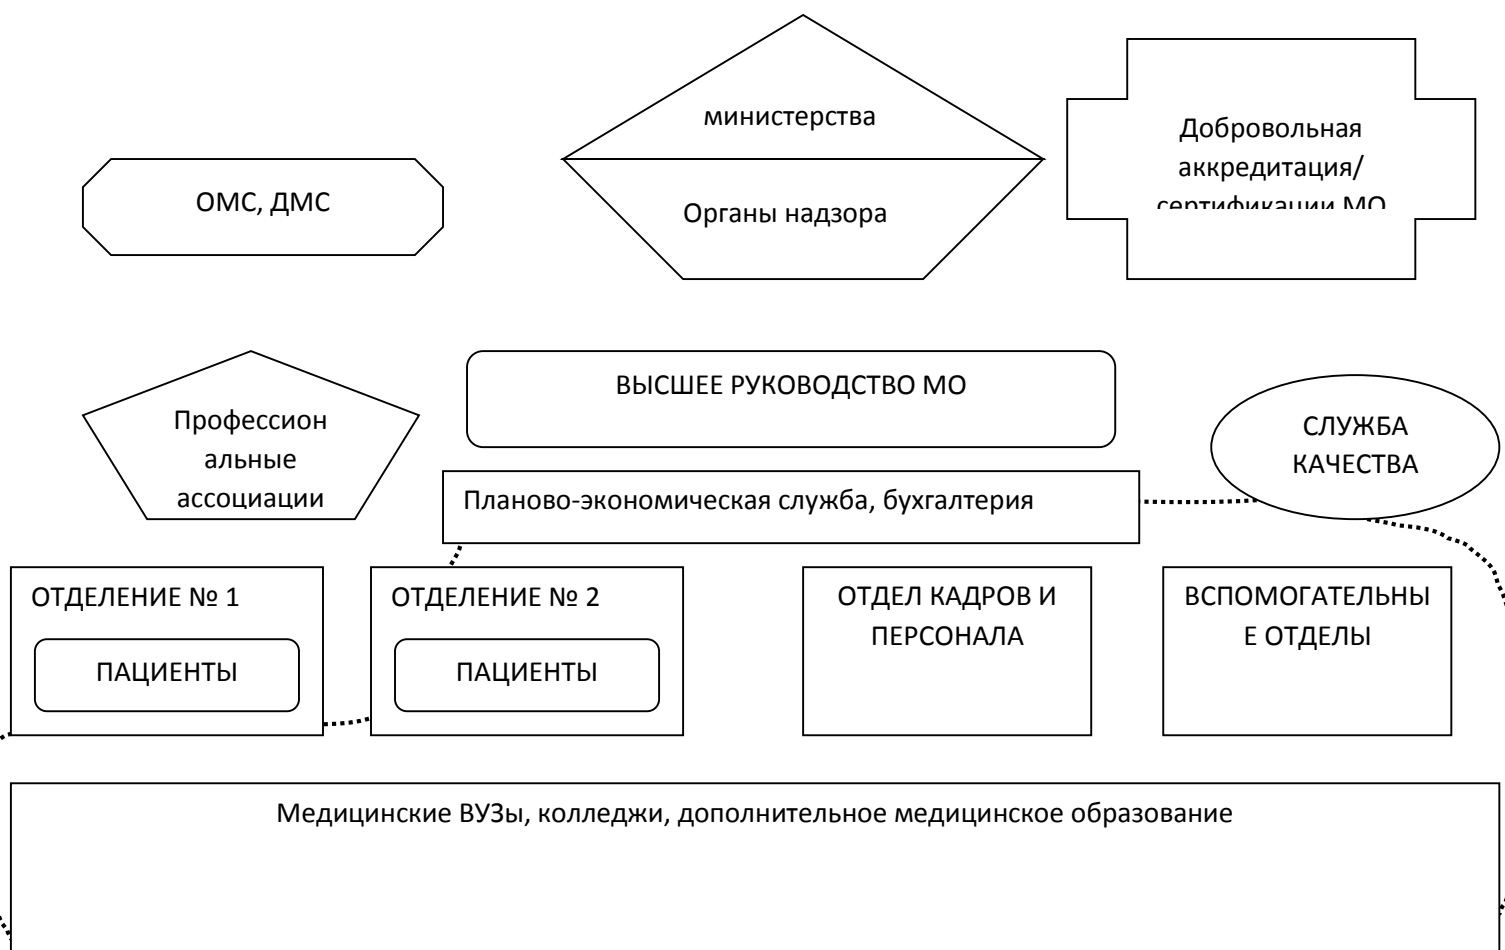 министерства
Органы надзора
Добровольная
аккредитация/
сертификации МО
ОМС, ДМС
ВЫСШЕЕ РУКОВОДСТВО МО
Профессион
альные
ассоциации
СЛУЖБА
КАЧЕСТВА
Планово-экономическая служба, бухгалтерия
ОТДЕЛЕНИЕ № 1
ПАЦИЕНТЫ
ОТДЕЛЕНИЕ № 2
ПАЦИЕНТЫ
ОТДЕЛ КАДРОВ И
ПЕРСОНАЛА
ВСПОМОГАТЕЛЬНЫ
Е ОТДЕЛЫ
Медицинские ВУЗы, колледжи, дополнительное медицинское образование